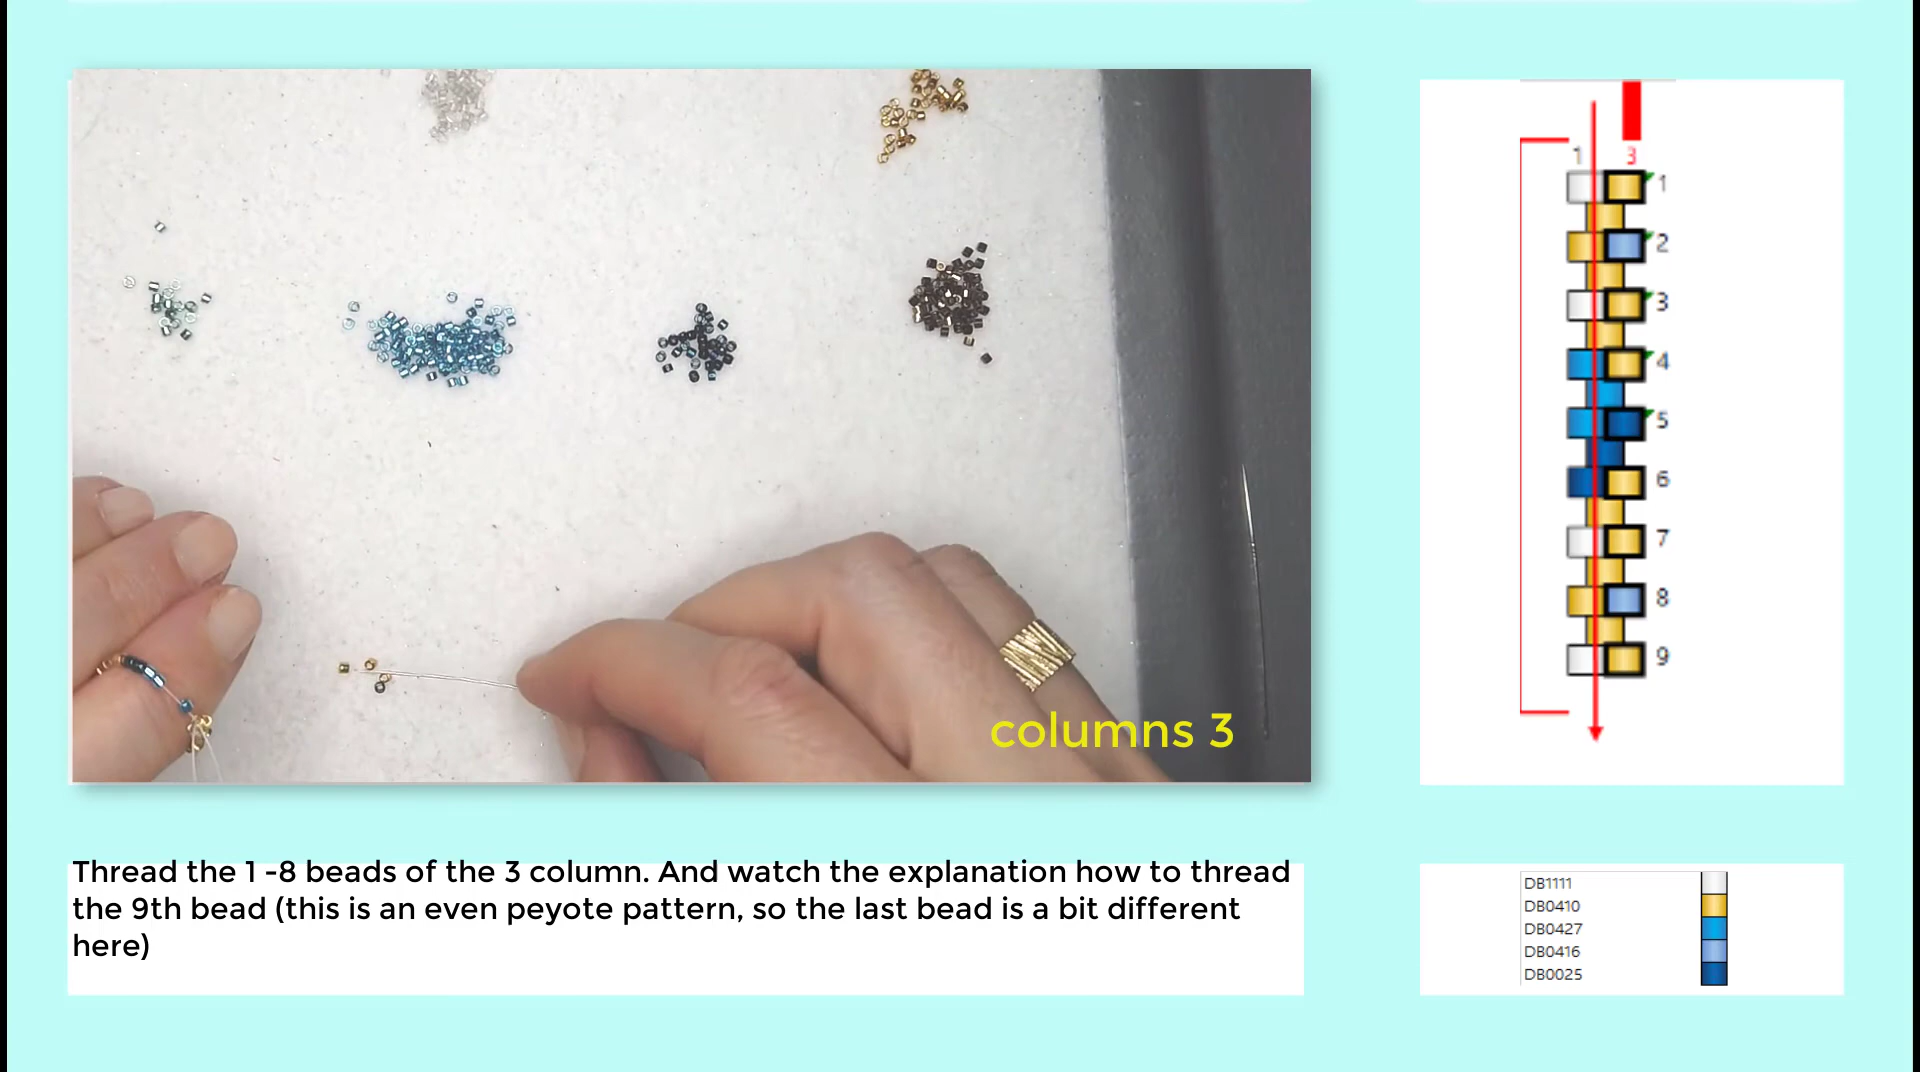 1 3
1
2
3
4
5
6
7
8
9
columns 3
Thread the 1 -8 beads of the 3 column. And watch the explanation how to thread
the 9th bead (this is an even peyote pattern, so the last bead is a bit different
here)
DB1111
DB0410
DB0427
DB0416
DB0025